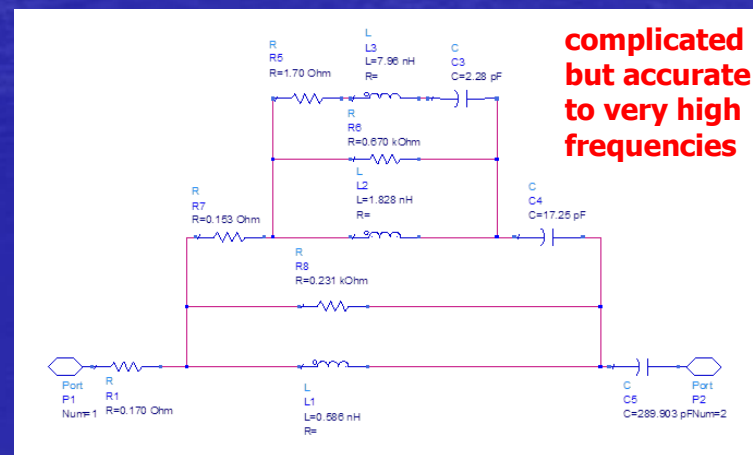 complicated
but accurate
to very high
frequencies
R
R5
R=1.70 Ohm
L
L3
L=7.96 nH
R=
C
C3
C=2.28 pF
R
R6
R=0.670 kOhm
L
L2
L=1.828 nH
R=
R
R7
R=0.153 Ohm
C
C4
C=17.25 pF
R
R8
R=0.231 kOhm
Port
P1
Num=1
R
R1
R=0.170 Ohm
L
L1
L=0.586 nH
R=
C
C5
C=289.903 pF
Port
P2
Num=2